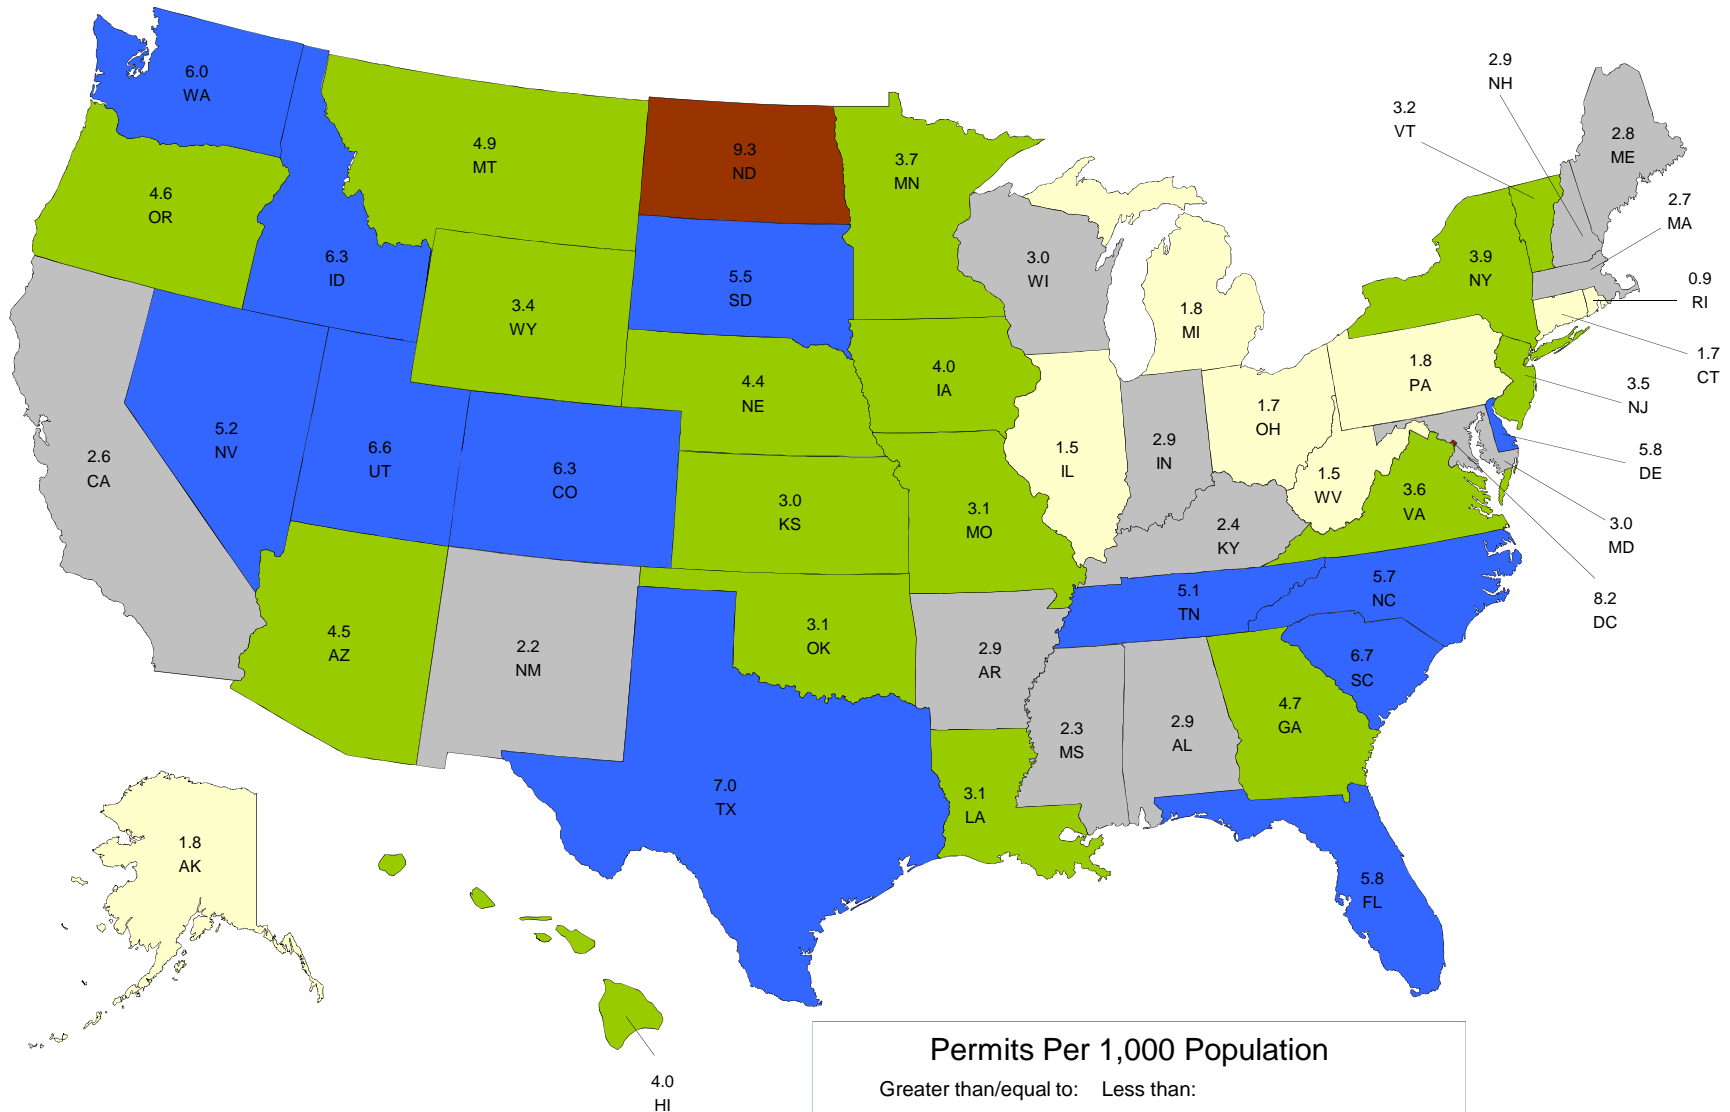 6.0
WA
4.6
OR
2.6
CA
5.2
NV
6.3
ID
4.9
MT
3.4
WY
6.6
UT
6.3
CO
4.5
AZ
2.2
NM
9.3
ND
5.5
SD
4.4
NE
3.0
KS
3.1
OK
7.0
TX
3.7
MN
4.0
IA
3.1
MO
2.9
AR
3.1
LA
3.0
WI
1.5
IL
1.8
MI
2.9
IN
1.7
OH
2.4
KY
5.1
TN
2.3
MS
2.9
AL
4.7
GA
5.8
FL
6.7
SC
5.7
NC
3.6
VA
1.5
WV
1.8
PA
3.9
NY
3.2
VT
2.9
NH
2.8
ME
2.7
MA
0.9
RI
1.7
CT
3.5
NJ
5.8
DE
3.0
MD
8.2
DC
1.8
AK
4.0
HI
Permits Per 1,000 Population
Greater than/equal to: Less than: